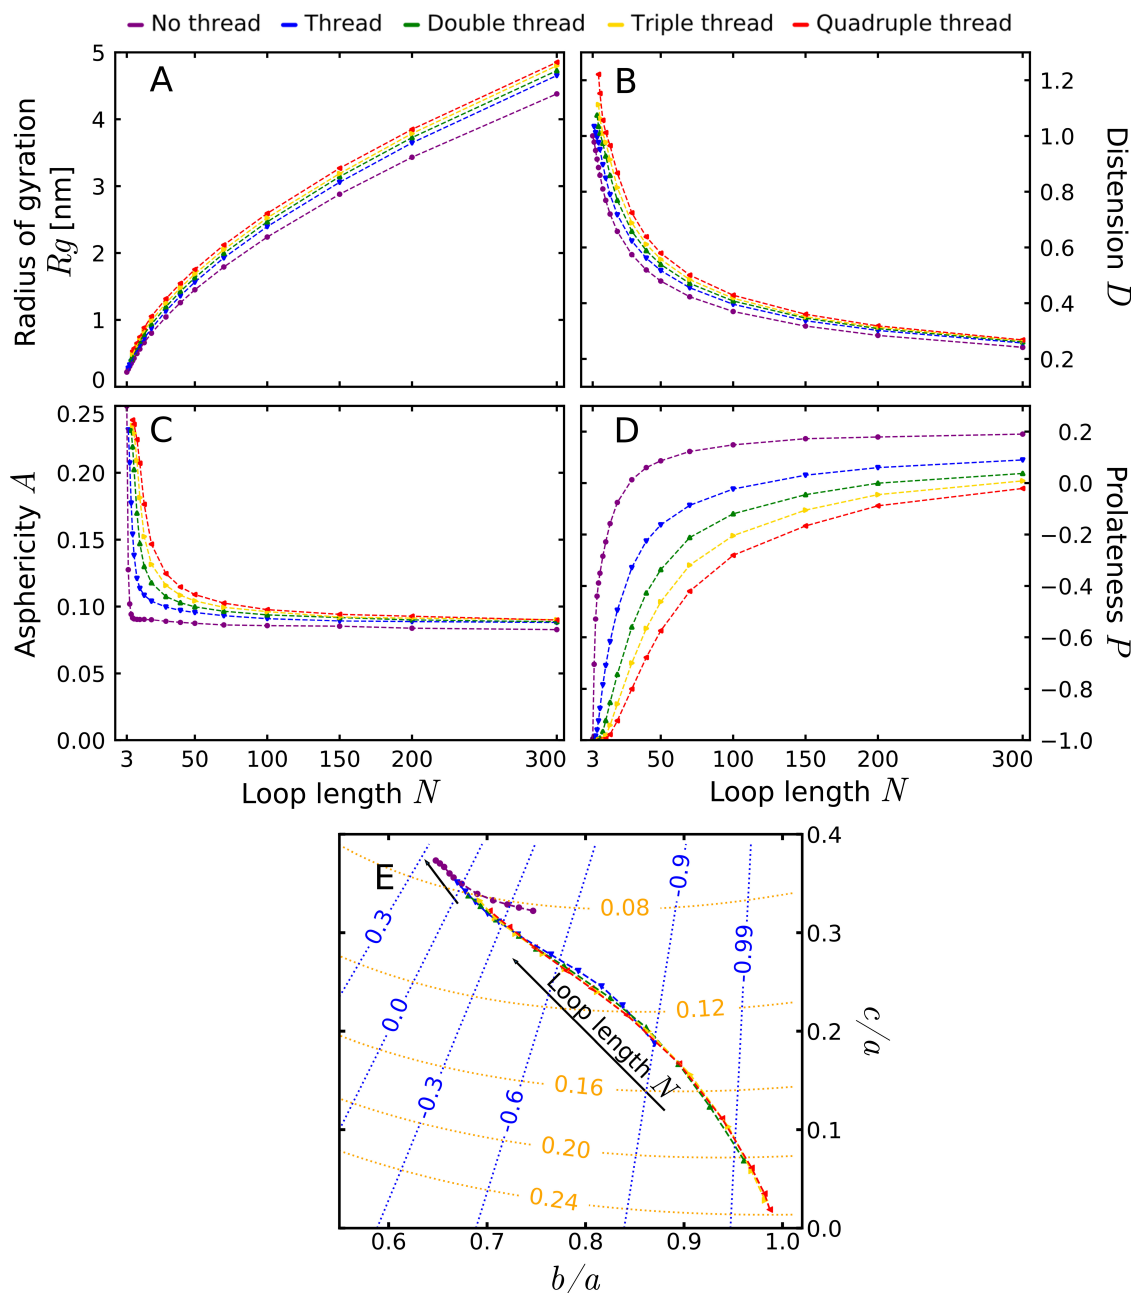 No thread Thread Double thread Triple thread Quadruple thread
A
Radius of gyration
Rg [nm]
5
4
3
2
1
0
B
Distension D
1.2
1.0
0.8
0.6
0.4
0.2
C
Asphericity A
0.25
0.20
0.15
0.10
0.05
0.00
3 50 100 150 200 300
Loop length N
D
Prolateness P
0.2
0.0
−0.2
−0.4
−0.6
−0.8
−1.0
3 50 100 150 200 300
Loop length N
E
0.3
0.0
-0.3
-0.6
-0.9
-0.99
0.08
0.12
0.16
0.20
0.24
Loop length N
0.4
0.3
0.2
0.1
0.0
c/a
0.6 0.7 0.8 0.9 1.0
b/a